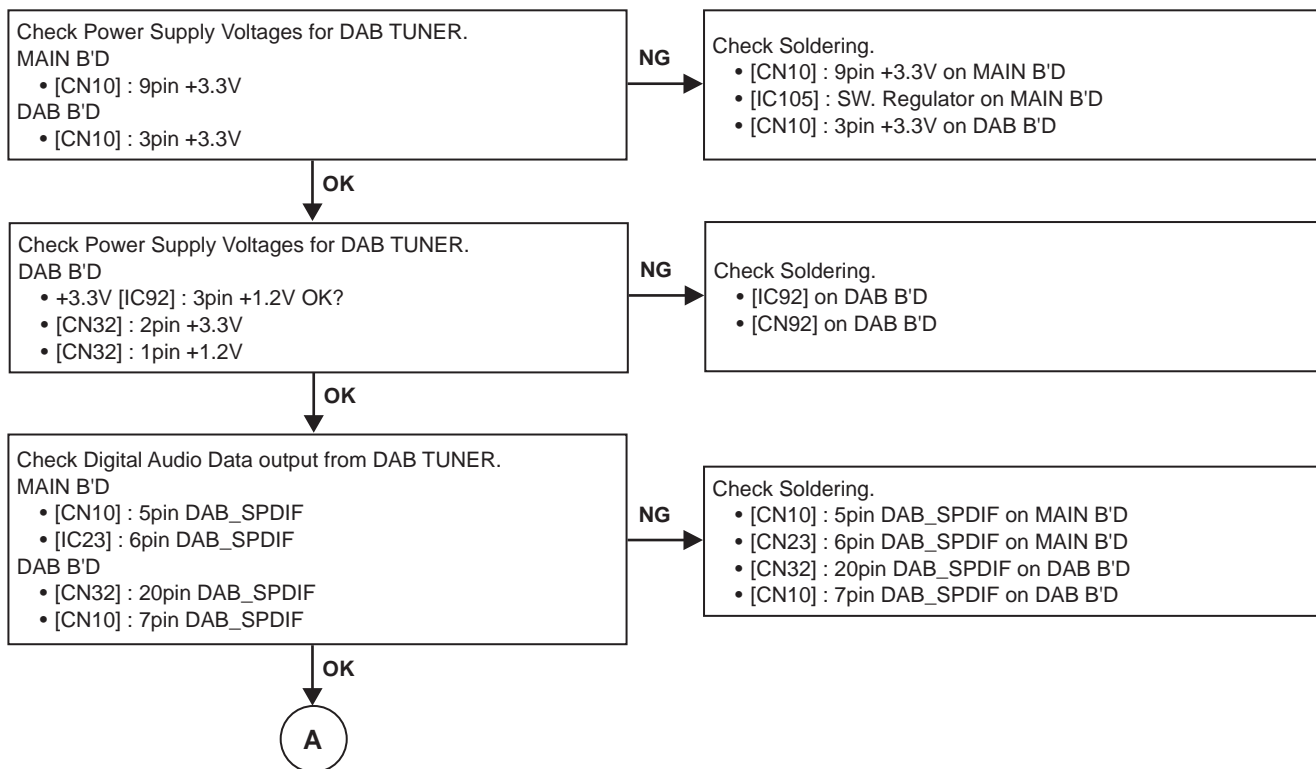 Check Power Supply Voltages for DAB TUNER.
MAIN B'D
• [CN10] : 9pin +3.3V
DAB B'D
• [CN10] : 3pin +3.3V
NG
Check Soldering.
• [CN10] : 9pin +3.3V on MAIN B'D
• [IC105] : SW. Regulator on MAIN B'D
• [CN10] : 3pin +3.3V on DAB B'D
OK
Check Power Supply Voltages for DAB TUNER.
DAB B'D
• +3.3V [IC92] : 3pin +1.2V OK?
• [CN32] : 2pin +3.3V
• [CN32] : 1pin +1.2V
NG
Check Soldering.
• [IC92] on DAB B'D
• [CN92] on DAB B'D
OK
Check Digital Audio Data output from DAB TUNER.
MAIN B'D
• [CN10] : 5pin DAB_SPDIF
• [IC23] : 6pin DAB_SPDIF
DAB B'D
• [CN32] : 20pin DAB_SPDIF
• [CN10] : 7pin DAB_SPDIF
NG
Check Soldering.
• [CN10] : 5pin DAB_SPDIF on MAIN B'D
• [CN23] : 6pin DAB_SPDIF on MAIN B'D
• [CN32] : 20pin DAB_SPDIF on DAB B'D
• [CN10] : 7pin DAB_SPDIF on DAB B'D
OK
A